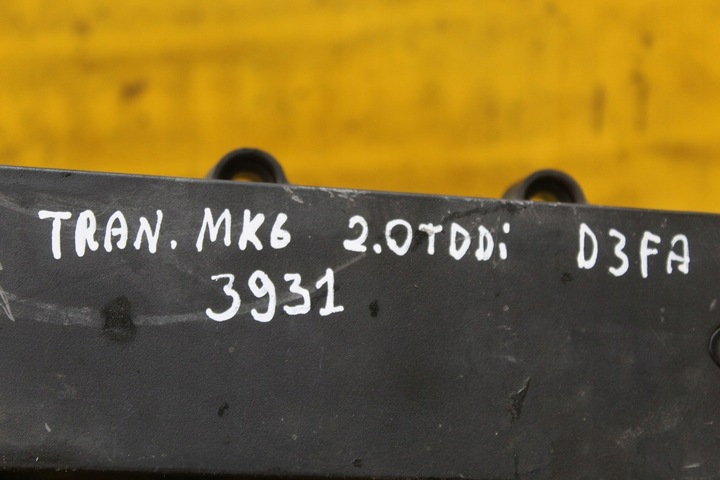 TRAN. MK6 2.0TDDi D3FA
3931